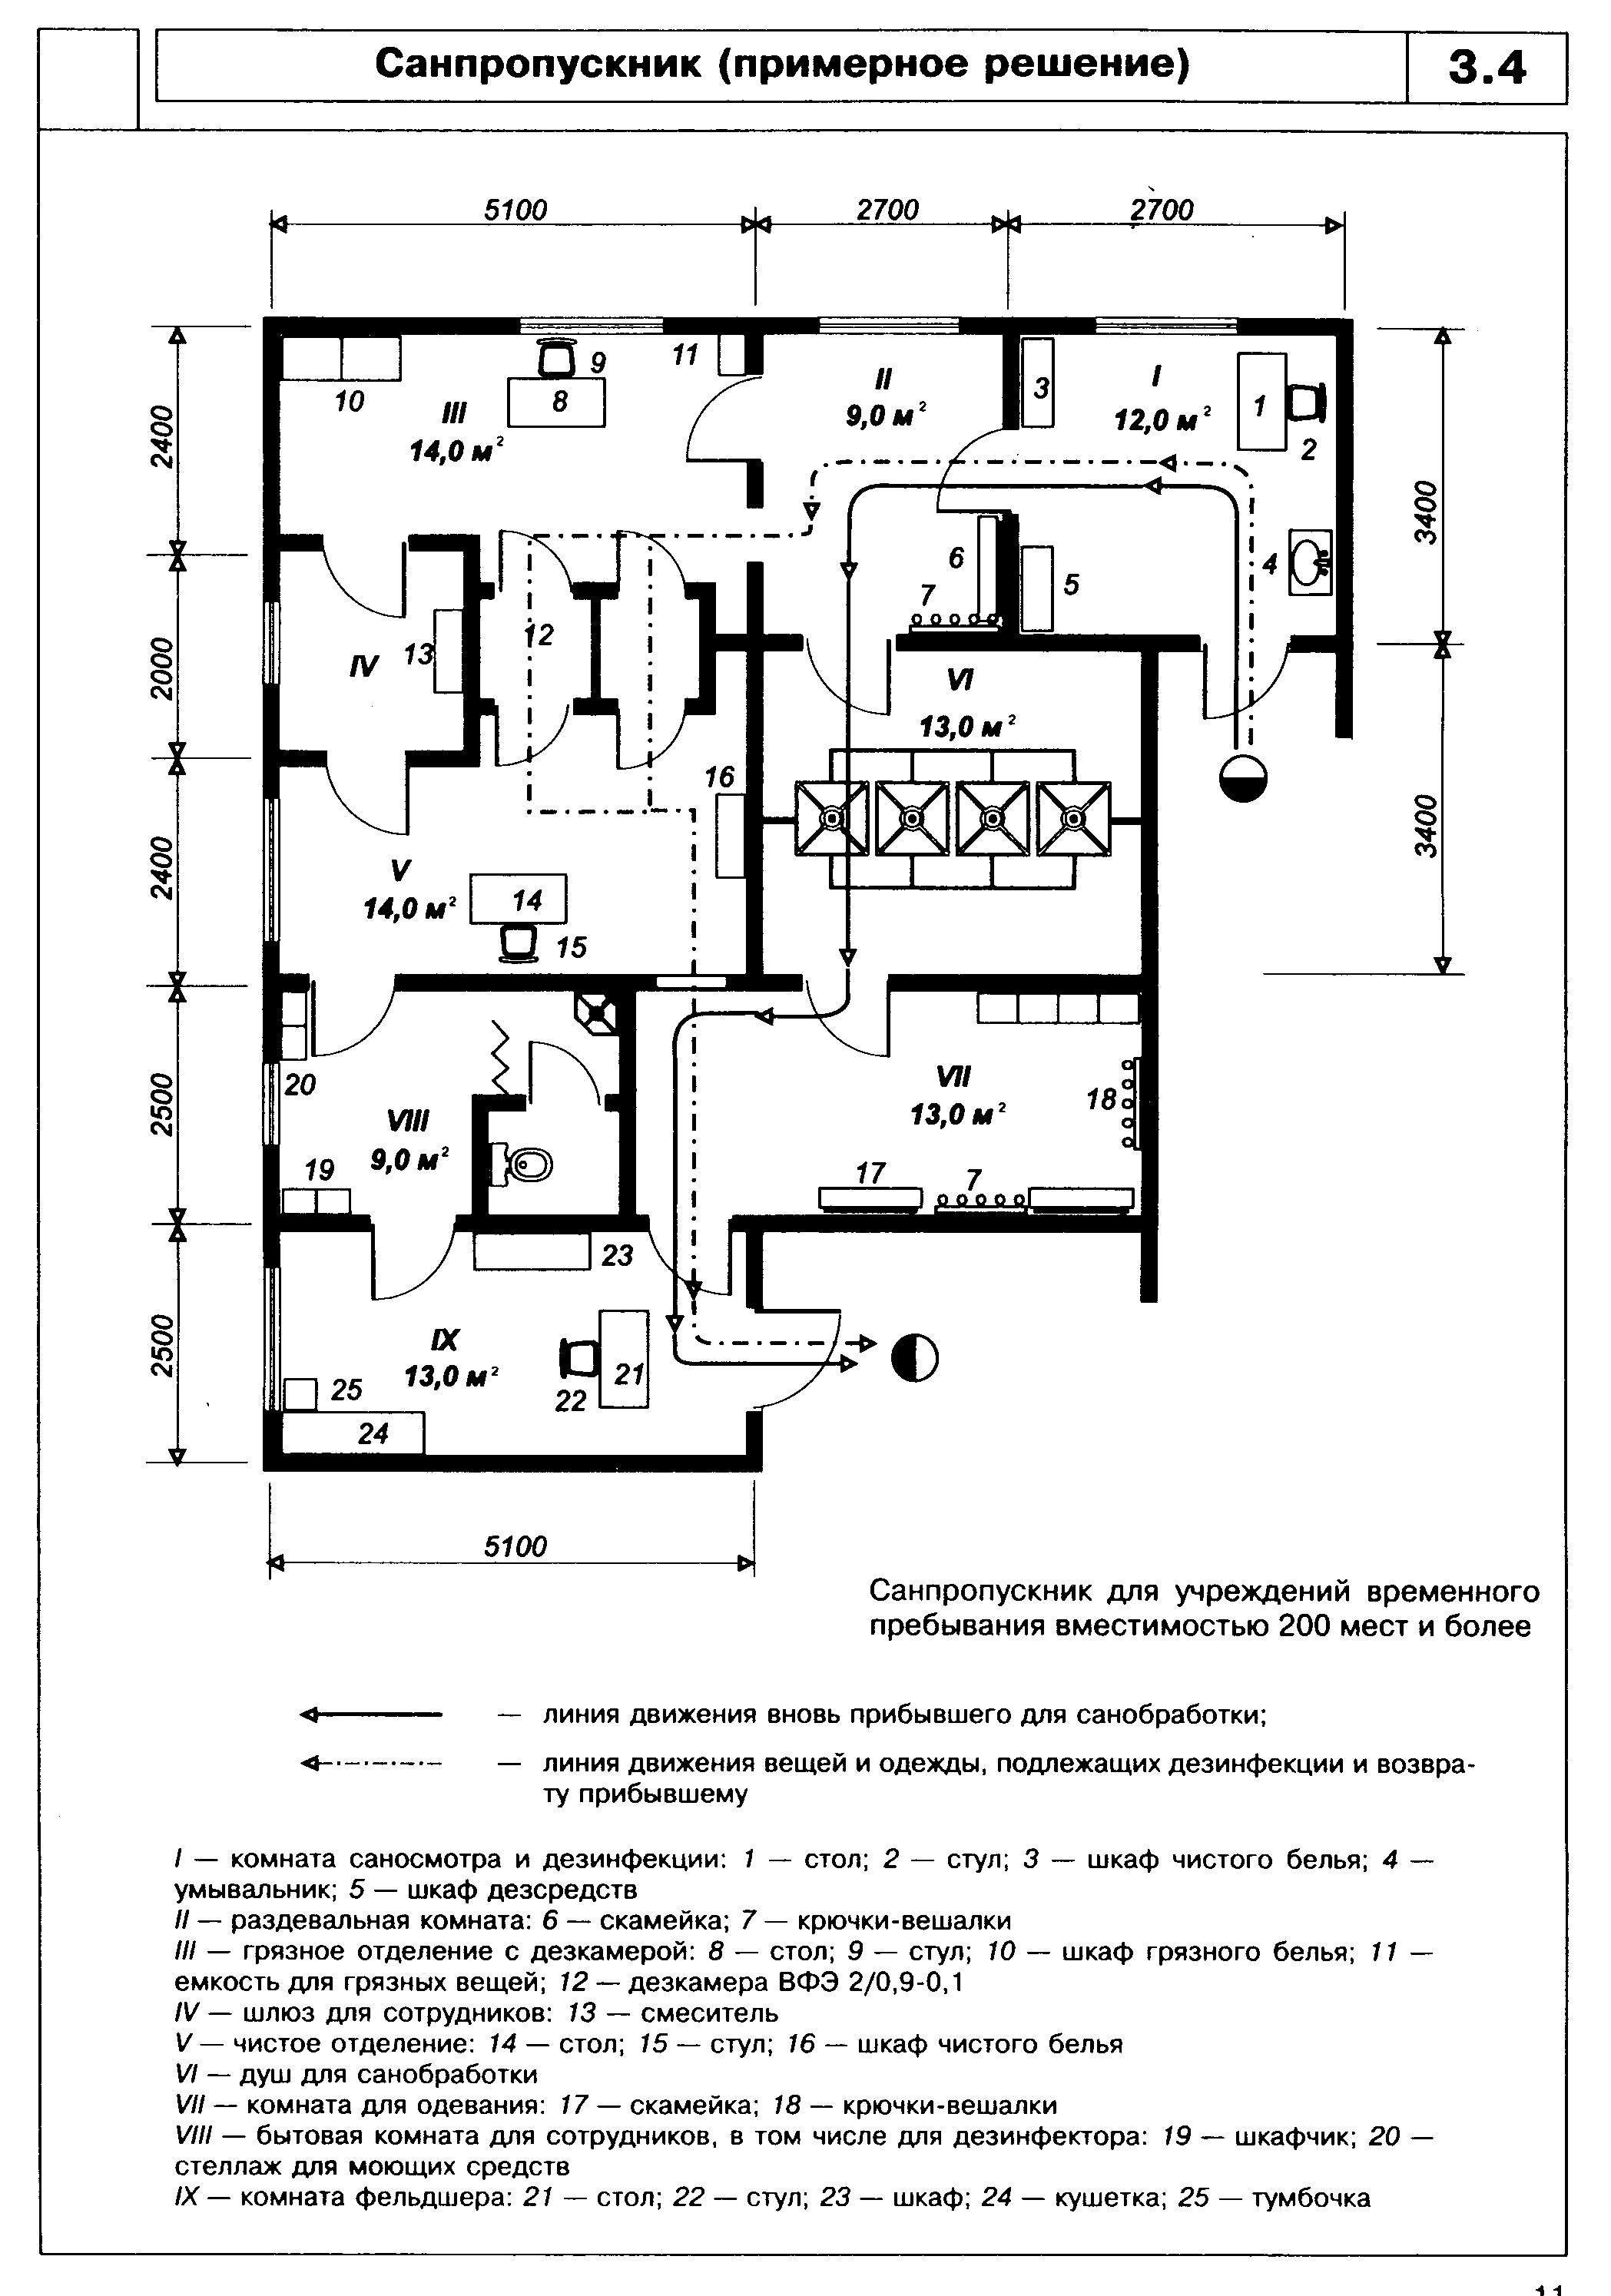 Санпропускник (примерное решение)
3.4
5100
2700
2700
2400
2000
2400
2500
2500
3400
3400
10
III
14,0 м²
9
8
11
II
9,0 м²
3
I
12,0 м²
1
2
6
7
5
4
IV
13
12
16
VI
13,0 м²
V
14,0 м²
14
15
20
VIII
9,0 м²
19
VII
13,0 м²
18
17
7
23
IX
13,0 м²
22
21
25
24
5100
Санпропускник для учреждений временного
пребывания вместимостью 200 мест и более
— линия движения вновь прибывшего для санобработки;
— линия движения вещей и одежды, подлежащих дезинфекции и возвра-
ту прибывшему
I — комната саносмотра и дезинфекции: 1 — стол; 2 — стул; 3 — шкаф чистого белья; 4 —
умывальник; 5 — шкаф дезсредств
II — раздевальная комната: 6 — скамейка; 7 — крючки-вешалки
III — грязное отделение с дезкамерой: 8 — стол; 9 — стул; 10 — шкаф грязного белья; 11 —
емкость для грязных вещей; 12 — дезкамера ВФЭ 2/0,9-0,1
IV — шлюз для сотрудников: 13 — смеситель
V — чистое отделение: 14 — стол; 15 — стул; 16 — шкаф чистого белья
VI — душ для санобработки
VII — комната для одевания: 17 — скамейка; 18 — крючки-вешалки
VIII — бытовая комната для сотрудников, в том числе для дезинфектора: 19 — шкафчик; 20 —
стеллаж для моющих средств
IX — комната фельдшера: 21 — стол; 22 — стул; 23 — шкаф; 24 — кушетка; 25 — тумбочка